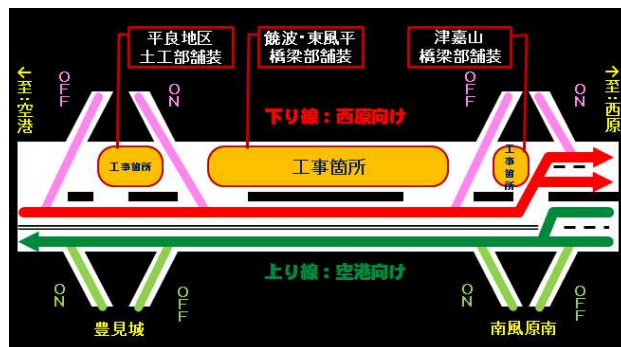 平良地区
土工部舗装
饒波・東風平
橋梁部舗装
津嘉山
橋梁部舗装
←至:空港
OFF
ON
下り線：西原向け
OFF
ON
→至:西原
工事箇所
工事箇所
工事箇所
ON
OFF
豊見城
上り線：空港向け
ON
OFF
南風原南